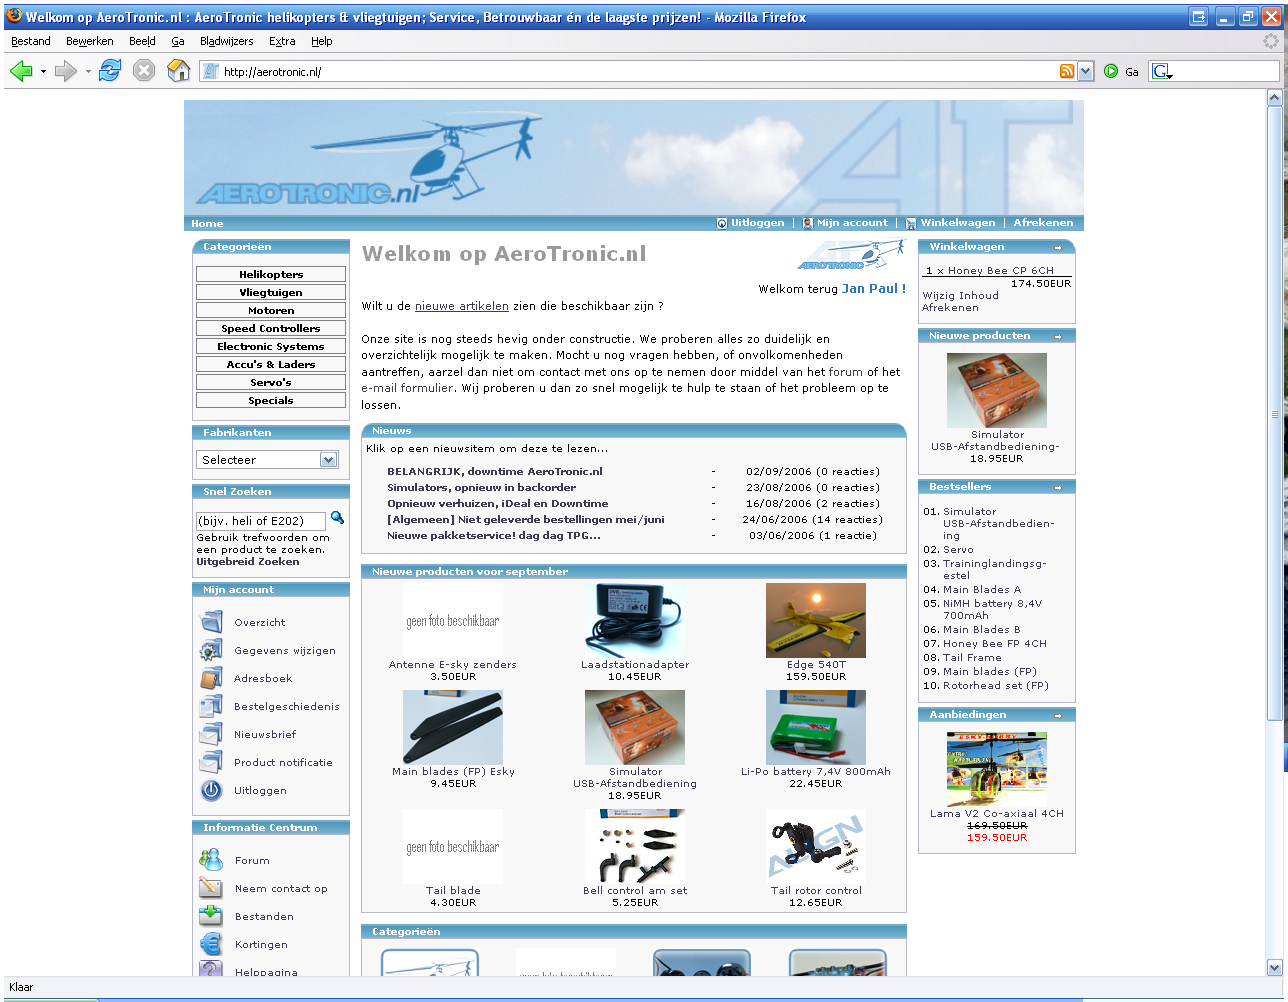 Welkom op AeroTronic.nl : AeroTronic helikopters & vliegtuigen; Service, Betrouwbaar én de laagste prijzen! - Mozilla Firefox
Bestand Bewerken Beeld Ga Bladwijzers Extra Help
http://aerotronic.nl/
Ga
G
AT
AEROTRONIC.nl
Home
Uitloggen | Mijn account | Winkelwagen | Afrekenen
Categorieën
Helikopters
Vliegtuigen
Motoren
Speed Controllers
Electronic Systems
Accu's & Laders
Servo's
Specials
Fabrikanten
Selecteer
Snel Zoeken
(bijv. heli of E202)
Gebruik trefwoorden om
een product te zoeken.
Uitgebreid Zoeken
Mijn account
Overzicht
Gegevens wijzigen
Adresboek
Bestelgeschiedenis
Nieuwsbrief
Product notificatie
Uitloggen
Informatie Centrum
Forum
Neem contact op
Bestanden
Kortingen
Helppagina
Welkom op AeroTronic.nl
AEROTRONIC.nl
Welkom terug Jan Paul !
Wilt u de nieuwe artikelen zien die beschikbaar zijn ?
Onze site is nog steeds hevig onder constructie. We proberen alles zo duidelijk en
overzichtelijk mogelijk te maken. Mocht u nog vragen hebben, of onvolkomenheden
aantreffen, aarzel dan niet om contact met ons op te nemen door middel van het forum of het
e-mail formulier. Wij proberen u dan zo snel mogelijk te hulp te staan of het probleem op te
lossen.
Nieuws
Klik op een nieuwsitem om deze te lezen...
BELANGRIJK, downtime AeroTronic.nl - 02/09/2006 (0 reacties)
Simulators, opnieuw in backorder - 23/08/2006 (0 reacties)
Opnieuw verhuizen, iDeal en Downtime - 16/08/2006 (2 reacties)
[Algemeen] Niet geleverde bestellingen mei/juni - 24/06/2006 (14 reacties)
Nieuwe pakketservice! dag dag TPG... - 03/06/2006 (1 reactie)
Nieuwe producten voor september
geen foto beschikbaar
Antenne E-sky zenders
3.50EUR
Laadstationadapter
10.45EUR
Edge 540T
159.50EUR
Main blades (FP) Esky
9.45EUR
Simulator
USB-Afstandbediening
18.95EUR
Li-Po battery 7,4V 800mAh
22.45EUR
geen foto beschikbaar
Tail blade
4.30EUR
Bell control am set
5.25EUR
ALIGN
Tail rotor control
12.65EUR
Categorieën
geen foto beschikbaar
Winkelwagen
1 x Honey Bee CP 6CH
174.50EUR
Wijzig Inhoud
Afrekenen
Nieuwe producten
Simulator
USB-Afstandbediening-
18.95EUR
Bestsellers
01. Simulator
USB-Afstandbedien-
ing
02. Servo
03. Traininglandingsg-
estel
04. Main Blades A
05. NiMH battery 8,4V
700mAh
06. Main Blades B
07. Honey Bee FP 4CH
08. Tail Frame
09. Main blades (FP)
10. Rotorhead set (FP)
Aanbiedingen
Lama V2 Co-axiaal 4CH
169.50EUR
159.50EUR
Klaar